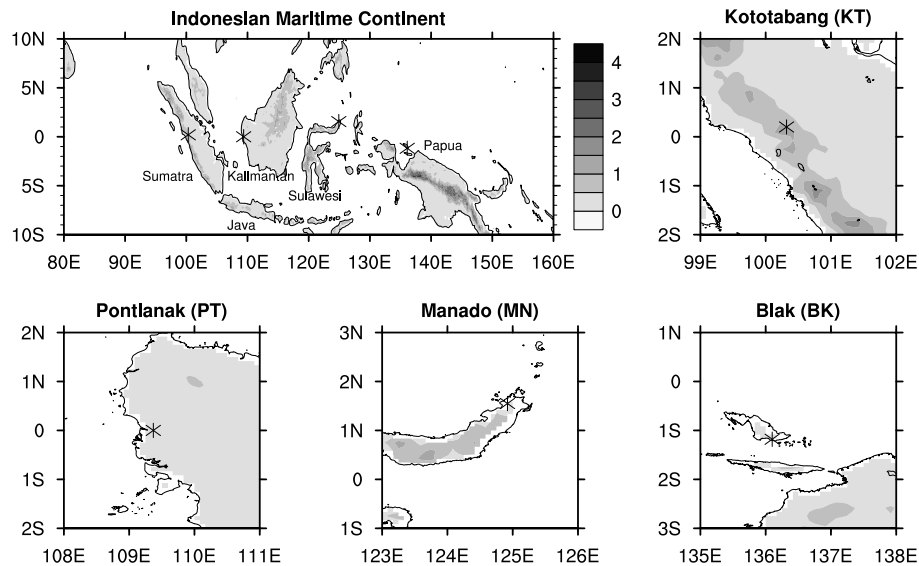 Indonesian Maritime Continent
10N
5N
0
5S
10S
80E 90E 100E 110E 120E 130E 140E 150E 160E
Sumatra
Kalimantan
Java
Sulawesi
Papua
4
3
2
1
0
Kototabang (KT)
2N
1N
0
1S
2S
99E 100E 101E 102E
Pontianak (PT)
2N
1N
0
1S
2S
108E 109E 110E 111E
Manado (MN)
3N
2N
1N
0
1S
123E 124E 125E 126E
Biak (BK)
1N
0
1S
2S
3S
135E 136E 137E 138E